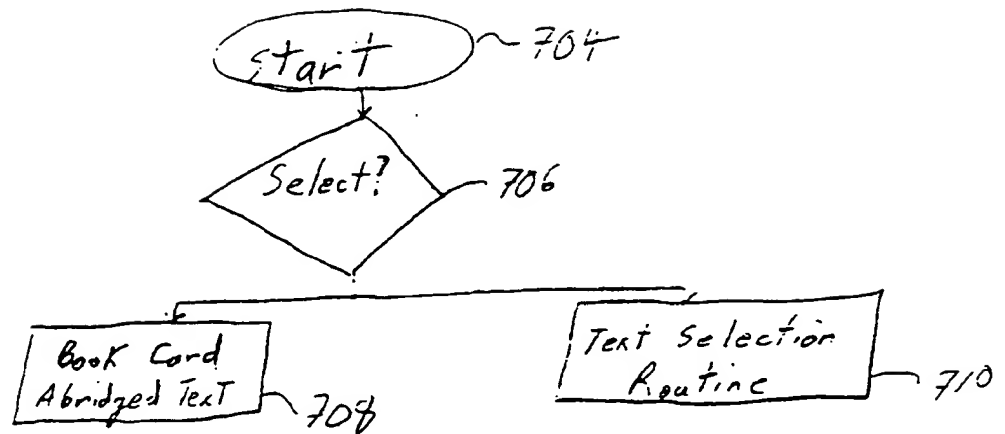 Start
704
Select?
706
Book Card
Abridged Text
708
Text Selection
Routine
710